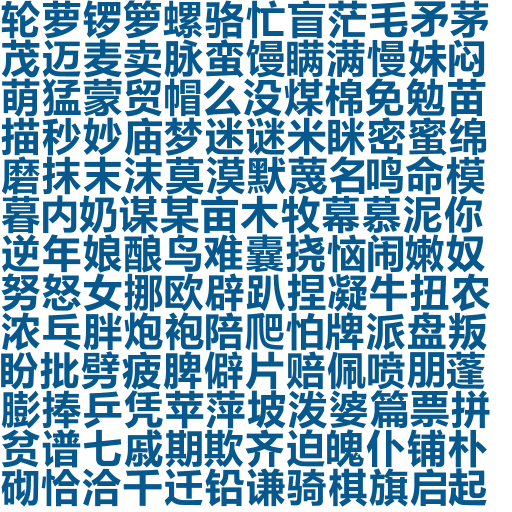 轮萝锣箩螺骆忙盲茫毛矛茅
茂迈麦卖脉蛮馒瞒满慢妹闷
萌猛蒙贸帽么没煤棉免勉苗
描秒妙庙梦迷谜米眯密蜜绵
磨抹末沫莫漠默蔑名鸣命模
暮内奶谋某亩木牧幕慕泥你
逆年娘酿鸟难囊挠恼闹嫩奴
努怒女挪欧辟趴捏凝牛扭农
浓乓胖炮袍陪爬怕牌派盘叛
盼批劈疲脾僻片赔佩喷朋蓬
膨捧乒凭苹萍坡泼婆篇票拼
贫谱七戚期欺齐迫魄仆铺朴
砌恰洽千迁铅谦骑棋旗启起